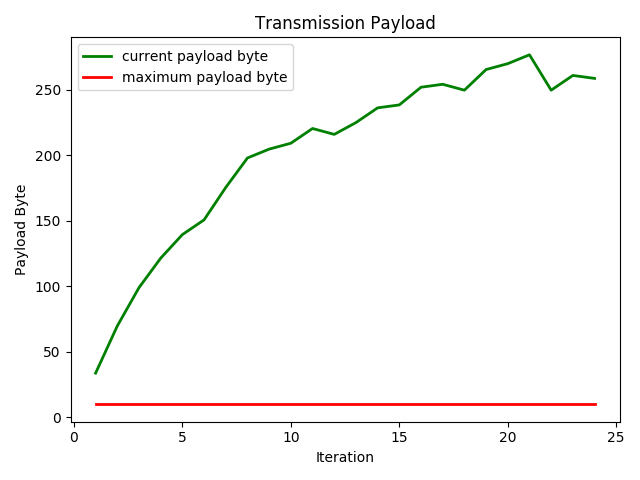 Transmission Payload
current payload byte
maximum payload byte
Payload Byte
250
200
150
100
50
0
0 5 10 15 20 25
Iteration